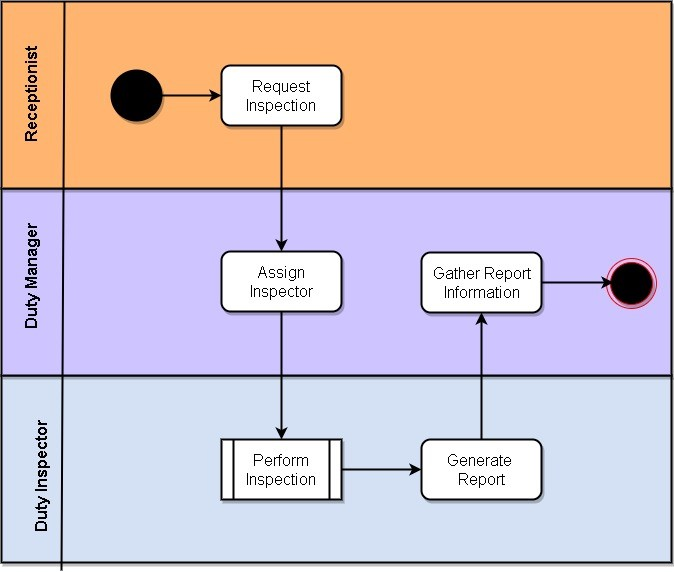 Receptionist
Request
Inspection
Duty Manager
Assign
Inspector
Gather Report
Information
Duty Inspector
Perform
Inspection
Generate
Report